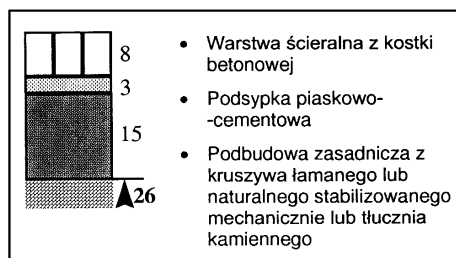 8
3
15
26
• Warstwa ścieralna z kostki
betonowej
• Podsypka piaskowo-
-cementowa
• Podbudowa zasadnicza z
kruszywa łamanego lub
naturalnego stabilizowanego
mechanicznie lub tłucznia
kamiennego